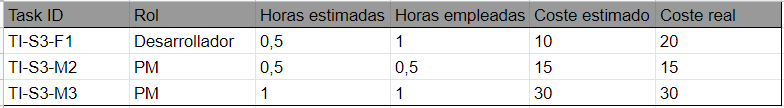 Task ID Rol Horas estimadas Horas empleadas Coste estimado Coste real
TI-S3-F1 Desarrollador 0,5 1 10 20
TI-S3-M2 PM 0,5 0,5 15 15
TI-S3-M3 PM 1 1 30 30